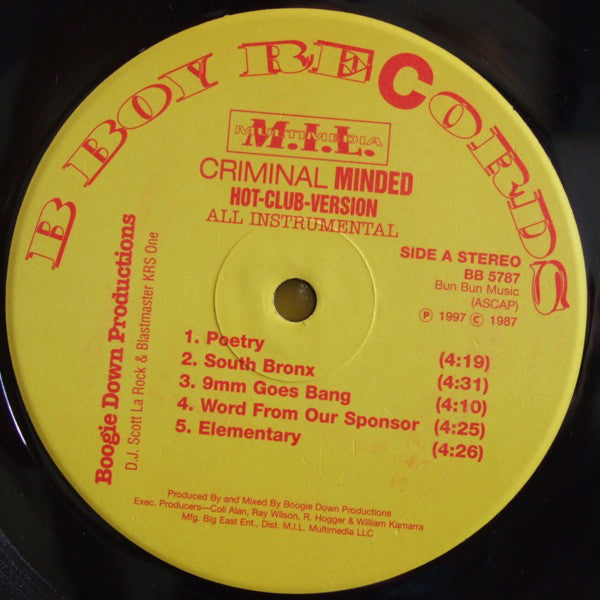 B BOY RECORDS
M.I.L.
MULTIMEDIA
CRIMINAL MINDED
HOT-CLUB-VERSION
ALL INSTRUMENTAL
SIDE A STEREO
BB 5787
Bun Bun Music
(ASCAP)
℗ 1997 © 1987
Boogie Down Productions
D.J. Scott La Rock & Blastmaster KRS One
1. Poetry (4:19)
2. South Bronx (4:31)
3. 9mm Goes Bang (4:10)
4. Word From Our Sponsor (4:25)
5. Elementary (4:26)
Produced By and Mixed By Boogie Down Productions
Exec. Producers—Coli Alan, Ray Wilson, R. Hogger & William Kamarra
Mfg. Big East Ent., Dist. M.I.L. Multimedia LLC